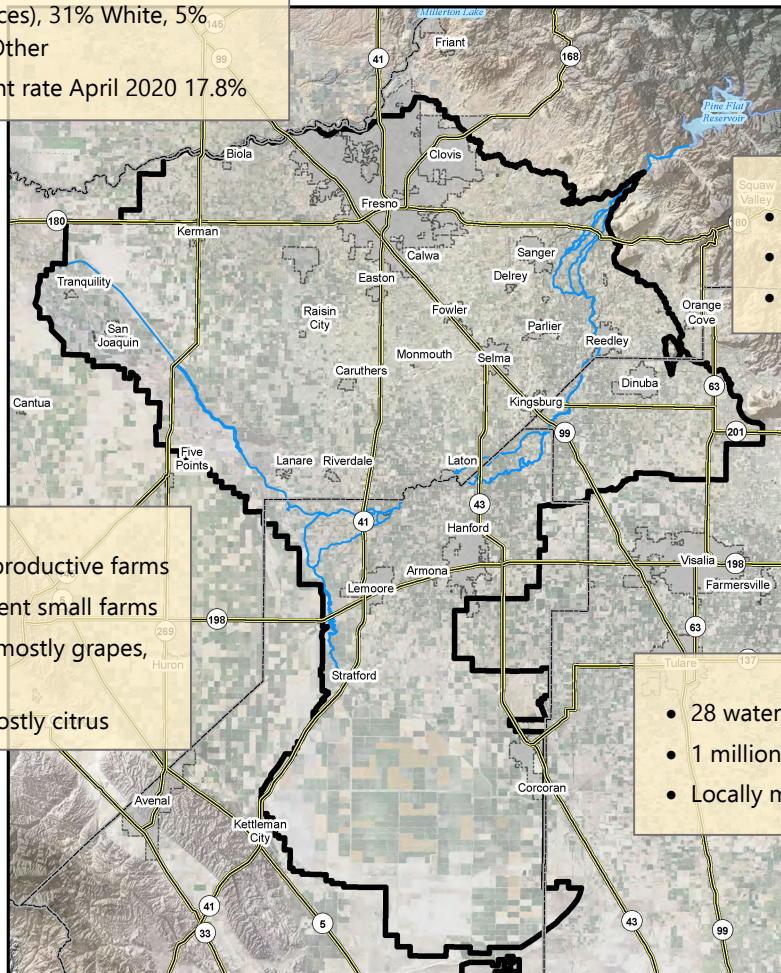 ces), 31% White, 5%
Other
nt rate April 2020 17.8%
Millerton Lake
145
41
Friant
168
99
Pine Flat
Reservoir
Biola
Clovis
Squaw
Valley
Fresno
180
180
Kerman
Calwa
Sanger
Easton
Delrey
Tranquility
Orange
Cove
Raisin
City
Fowler
San
Joaquin
Parlier
Reedley
Monmouth
Selma
Caruthers
Dinuba
63
Cantua
Kingsburg
99
201
Five
Points
Lanare
Riverdale
Laton
43
41
Hanford
productive farms
ent small farms
mostly grapes,
ostly citrus
Visalia
198
Farmersville
Armona
Lemoore
5
198
269
63
Huron
Tulare
137
Stratford
• 28 water
• 1 million
• Locally m
Corcoran
Avenal
Kettleman
City
41
33
5
43
99